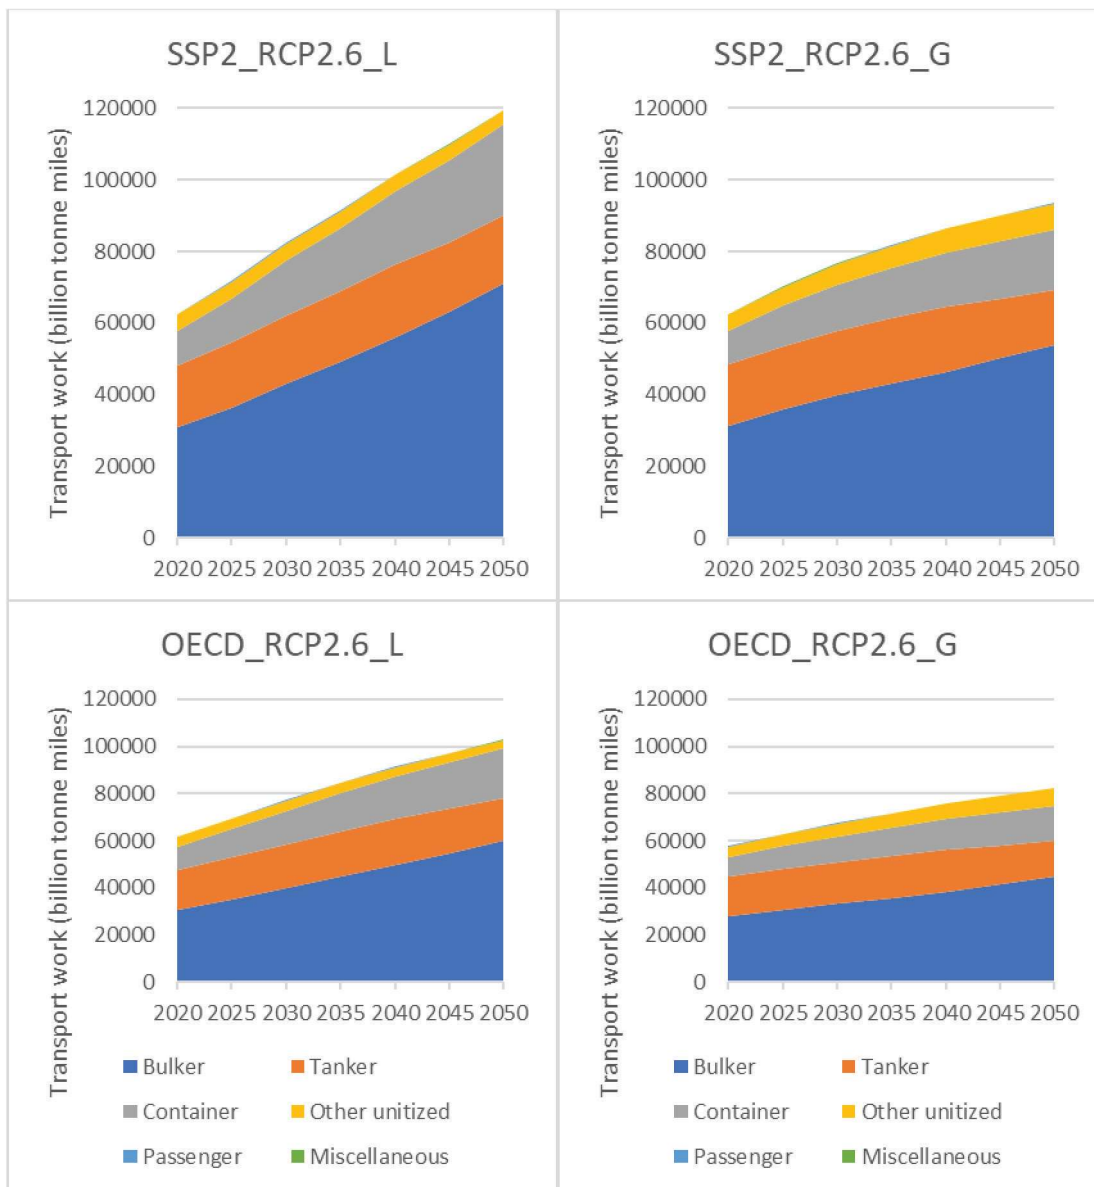 SSP2_RCP2.6_L
Transport work (billion tonne miles)
120000
100000
80000
60000
40000
20000
0
2020 2025 2030 2035 2040 2045 2050
SSP2_RCP2.6_G
Transport work (billion tonne miles)
120000
100000
80000
60000
40000
20000
0
2020 2025 2030 2035 2040 2045 2050
OECD_RCP2.6_L
Transport work (billion tonne miles)
120000
100000
80000
60000
40000
20000
0
2020 2025 2030 2035 2040 2045 2050
Bulker Tanker
Container Other unitized
Passenger Miscellaneous
OECD_RCP2.6_G
Transport work (billion tonne miles)
120000
100000
80000
60000
40000
20000
0
2020 2025 2030 2035 2040 2045 2050
Bulker Tanker
Container Other unitized
Passenger Miscellaneous